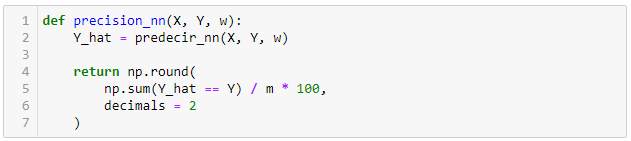 1 def precision_nn(X, Y, w):
2     Y_hat = predecir_nn(X, Y, w)
3
4     return np.round(
5         np.sum(Y_hat == Y) / m * 100,
6         decimals = 2
7     )